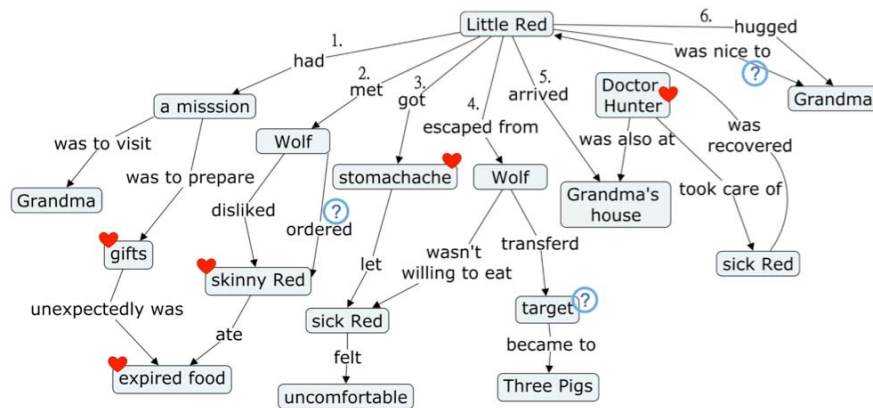 Little Red
1.
had
2.
met
3.
got
4.
escaped from
5.
arrived
6.
hugged
was nice to
?
Grandma
a misssion
was to visit
Grandma
was to prepare
gifts
unexpectedly was
expired food
Wolf
disliked
ordered
?
skinny Red
ate
stomachache
let
sick Red
felt
uncomfortable
Wolf
wasn't
willing to eat
transferd
target
?
became to
Three Pigs
Doctor
Hunter
was also at
Grandma's
house
took care of
sick Red
was
recovered